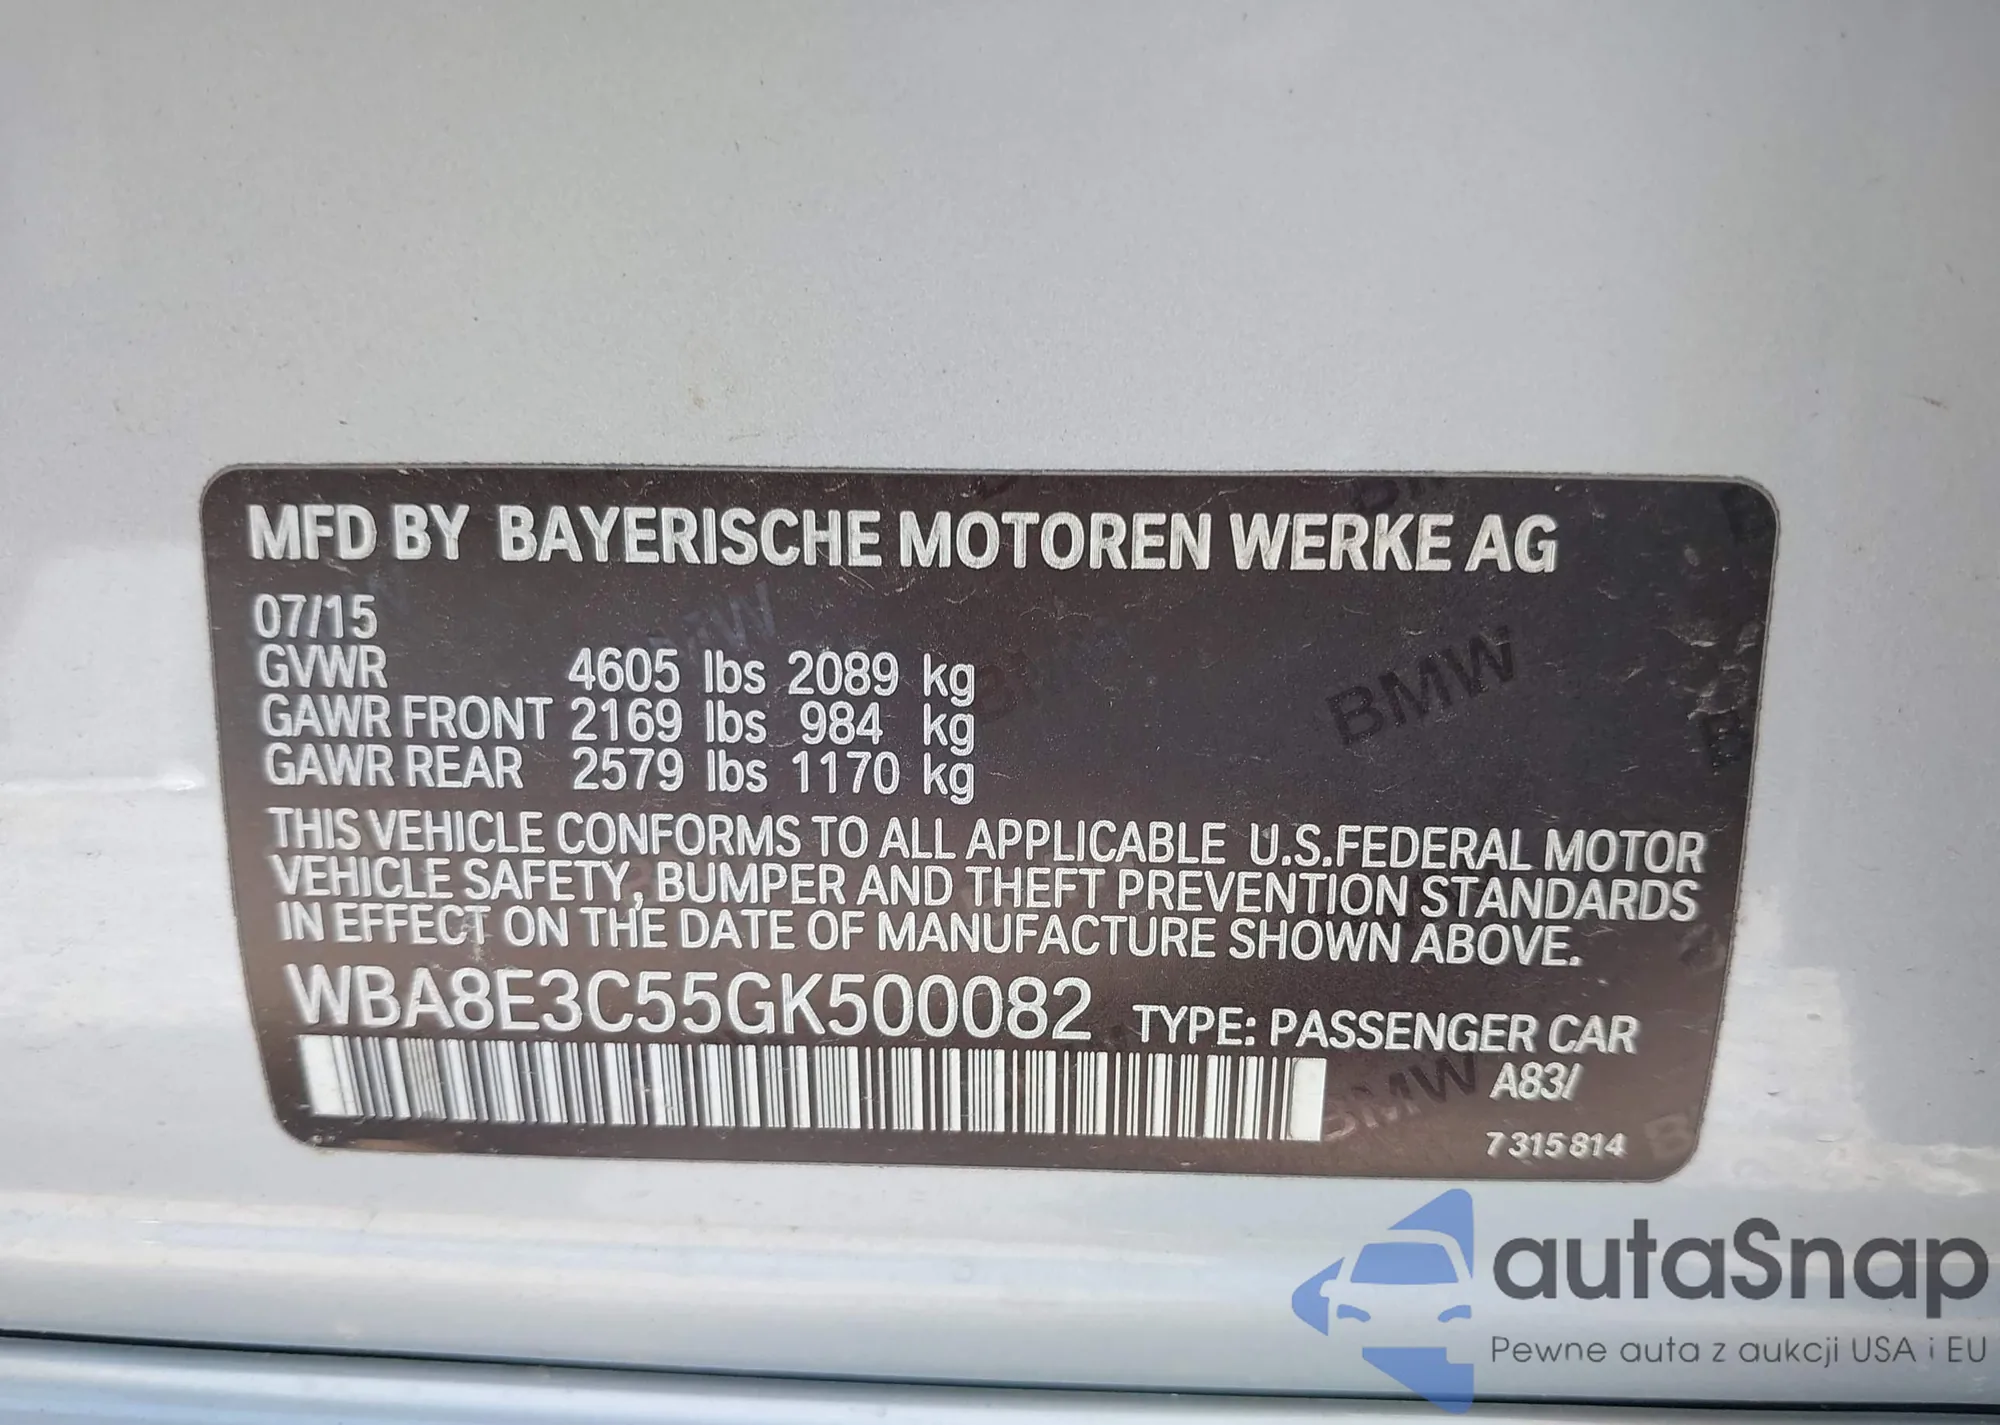 MFD BY BAYERISCHE MOTOREN WERKE AG
07/15
GVWR 4605 lbs 2089 kg
GAWR FRONT 2169 lbs 984 kg
GAWR REAR 2579 lbs 1170 kg
THIS VEHICLE CONFORMS TO ALL APPLICABLE U.S.FEDERAL MOTOR
VEHICLE SAFETY, BUMPER AND THEFT PREVENTION STANDARDS
IN EFFECT ON THE DATE OF MANUFACTURE SHOWN ABOVE.
WBA8E3C55GK500082 TYPE: PASSENGER CAR
A83/
7315814
BMW
BMW
BMW
autaSnap
Pewne auta z aukcji USA i EU